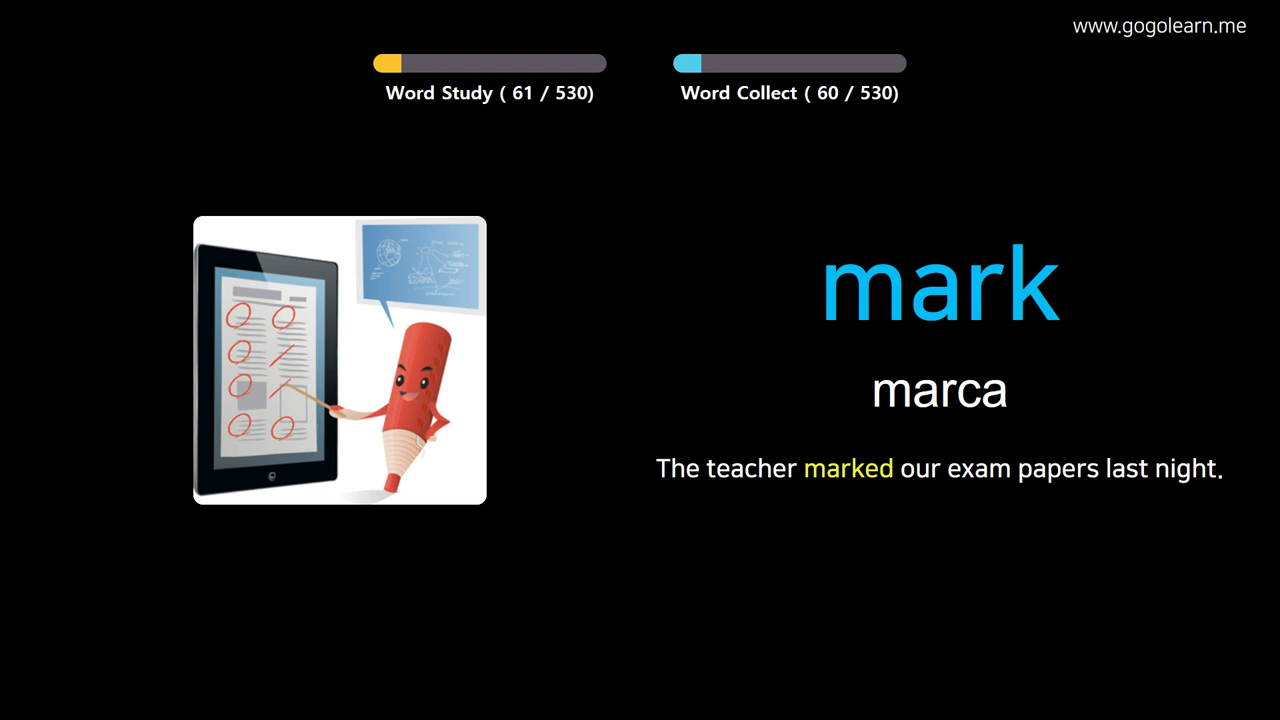 www.gogolearn.me
Word Study ( 61 / 530)
Word Collect ( 60 / 530)
mark
marca
The teacher marked our exam papers last night.